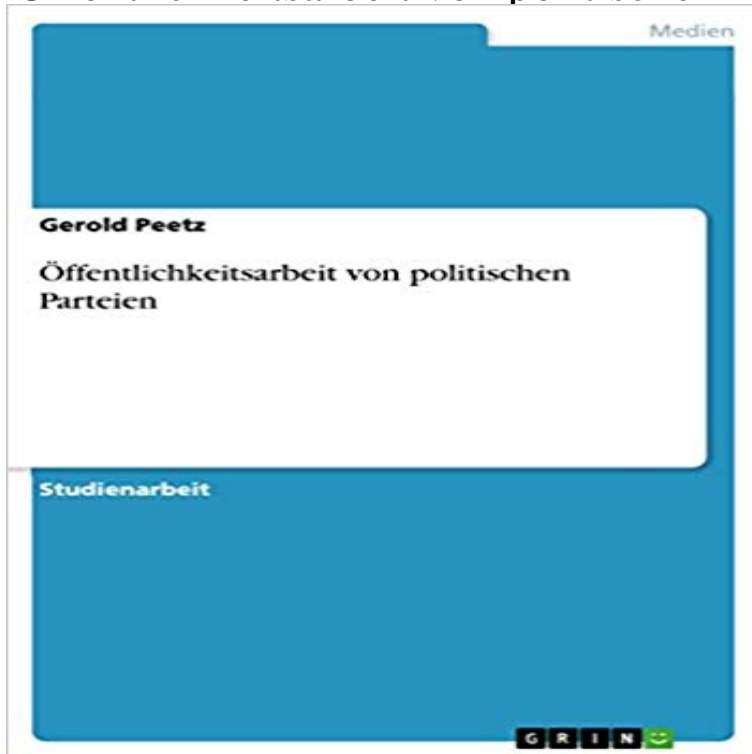 Medien
Gerold Peetz
Öffentlichkeitsarbeit von politischen
Parteien
Studienarbeit
GRIN